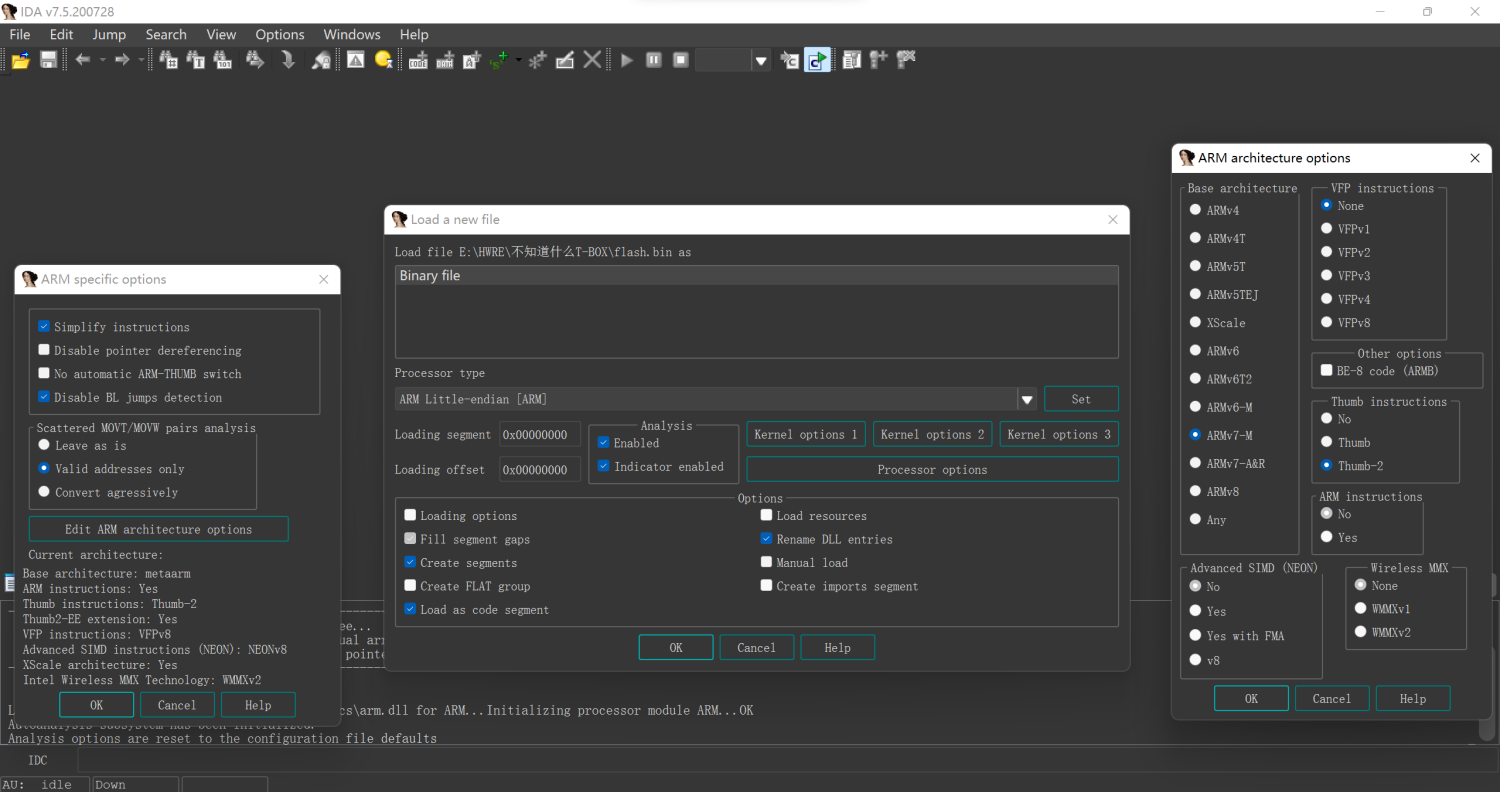 IDA v7.5.200728
File Edit Jump Search View Options Windows Help
ARM specific options
Simplify instructions
Disable pointer dereferencing
No automatic ARM-THUMB switch
Disable BL jumps detection
Scattered MOVT/MOVW pairs analysis
Leave as is
Valid addresses only
Convert agressively
Edit ARM architecture options
Current architecture:
Base architecture: metaarm
ARM instructions: Yes
Thumb instructions: Thumb-2
Thumb2-EE extension: Yes
VFP instructions: VFPv8
Advanced SIMD instructions (NEON): NEONv8
XScale architecture: Yes
Intel Wireless MMX Technology: WMMXv2
OK Cancel Help
Load a new file
Load file E:\HWRE\不知道什么T-BOX\flash.bin as
Binary file
Processor type
ARM Little-endian [ARM]
Set
Loading segment 0x00000000
Loading offset 0x00000000
Analysis
Enabled
Indicator enabled
Kernel options 1 Kernel options 2 Kernel options 3
Processor options
Options
Loading options
Fill segment gaps
Create segments
Create FLAT group
Load as code segment
Load resources
Rename DLL entries
Manual load
Create imports segment
OK Cancel Help
ARM architecture options
Base architecture
ARMv4
ARMv4T
ARMv5T
ARMv5TEJ
XScale
ARMv6
ARMv6T2
ARMv6-M
ARMv7-M
ARMv7-A&R
ARMv8
Any
VFP instructions
None
VFPv1
VFPv2
VFPv3
VFPv4
VFPv8
Other options
BE-8 code (ARMB)
Thumb instructions
No
Thumb
Thumb-2
ARM instructions
No
Yes
Advanced SIMD (NEON)
No
Yes
Yes with FMA
v8
Wireless MMX
None
WMMXv1
WMMXv2
OK Cancel Help
ee...
ual arr
pointe
cs\arm.dll for ARM...Initializing processor module ARM...OK
Autoanalysis subsystem has been initialized.
Analysis options are reset to the configuration file defaults
IDC
AU: idle Down